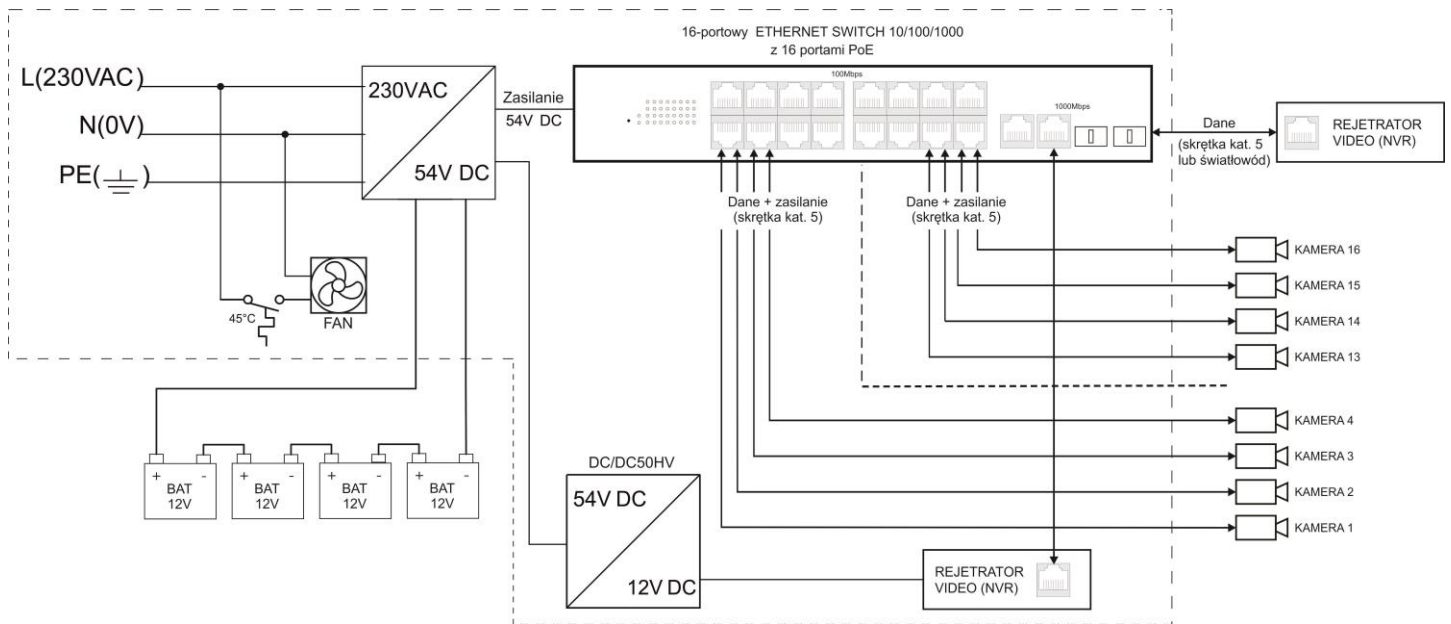 16-portowy ETHERNET SWITCH 10/100/1000
z 16 portami PoE
L(230VAC)
N(0V)
PE( )
230VAC
54V DC
Zasilanie
54V DC
100Mbps
1000Mbps
Dane
(skrętka kat. 5
lub światłowód)
REJETRATOR
VIDEO (NVR)
Dane + zasilanie
(skrętka kat. 5)
Dane + zasilanie
(skrętka kat. 5)
45°C
FAN
KAMERA 16
KAMERA 15
KAMERA 14
KAMERA 13
KAMERA 4
KAMERA 3
KAMERA 2
KAMERA 1
+ -
BAT
12V
+ -
BAT
12V
+ -
BAT
12V
+ -
BAT
12V
DC/DC50HV
54V DC
12V DC
REJETRATOR
VIDEO (NVR)